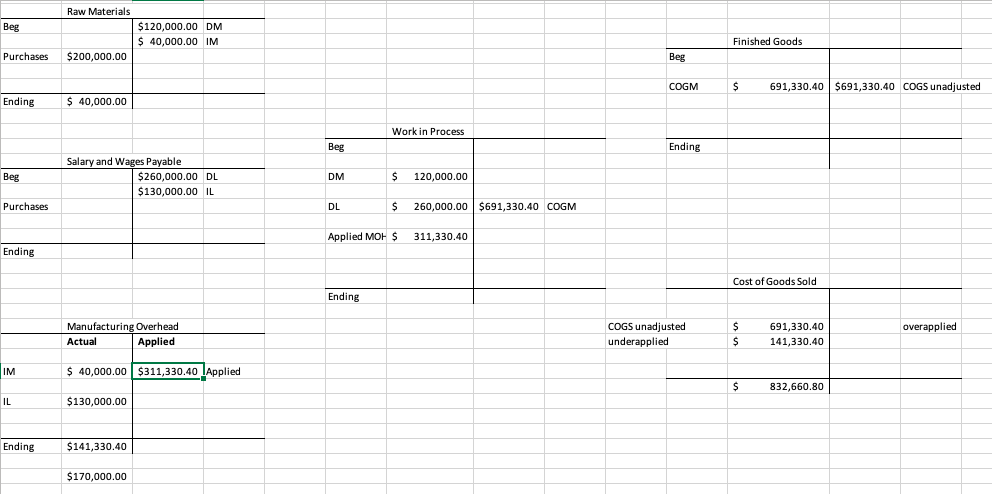 Raw Materials
Beg $120,000.00 DM
$ 40,000.00 IM
Purchases $200,000.00
Ending $ 40,000.00
Salary and Wages Payable
Beg $260,000.00 DL
$130,000.00 IL
Purchases
Ending
Manufacturing Overhead
Actual Applied
IM $ 40,000.00 $311,330.40 Applied
IL $130,000.00
Ending $141,330.40
$170,000.00
Work in Process
Beg
DM $ 120,000.00
DL $ 260,000.00 $691,330.40 COGM
Applied MOH $ 311,330.40
Ending
Finished Goods
Beg
COGM $ 691,330.40 $691,330.40 COGS unadjusted
Ending
Cost of Goods Sold
COGS unadjusted $ 691,330.40 overapplied
underapplied $ 141,330.40
$ 832,660.80